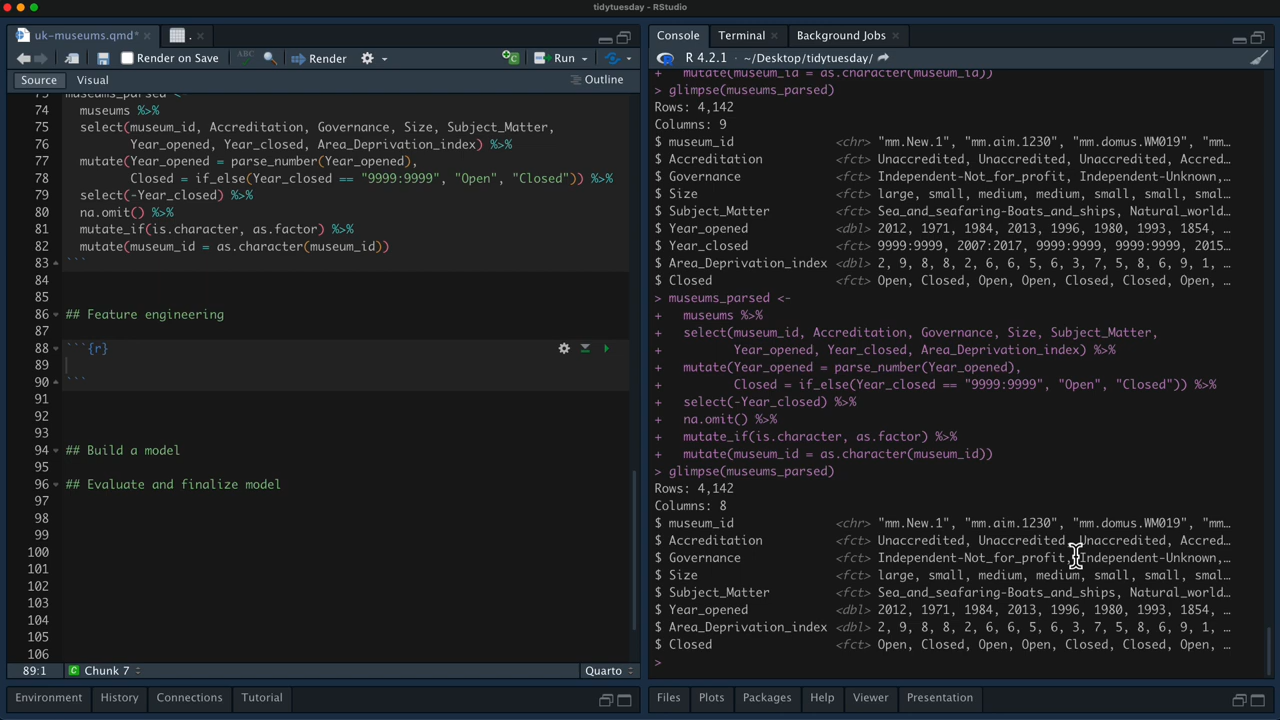 tidytuesday - RStudio
uk-museums.qmd*
.
Render on Save
ABC
Render
Run
Source
Visual
Outline
74 museums %>%
75 select(museum_id, Accreditation, Governance, Size, Subject_Matter,
76 Year_opened, Year_closed, Area_Deprivation_index) %>%
77 mutate(Year_opened = parse_number(Year_opened),
78 Closed = if_else(Year_closed == "9999:9999", "Open", "Closed")) %>%
79 select(-Year_closed) %>%
80 na.omit() %>%
81 mutate_if(is.character, as.factor) %>%
82 mutate(museum_id = as.character(museum_id))
83 ```
84
85
86 ## Feature engineering
87
88 ```{r}
89
90 ```
91
92
93
94 ## Build a model
95
96 ## Evaluate and finalize model
97
98
99
100
101
102
103
104
105
106
89:1
Chunk 7
Quarto
Environment
History
Connections
Tutorial
Console
Terminal
Background Jobs
R 4.2.1 · ~/Desktop/tidytuesday/
+ mutate(museum_id = as.character(museum_id))
> glimpse(museums_parsed)
Rows: 4,142
Columns: 9
$ museum_id <chr> "mm.New.1", "mm.aim.1230", "mm.domus.WM019", "mm…
$ Accreditation <fct> Unaccredited, Unaccredited, Unaccredited, Accred…
$ Governance <fct> Independent-Not_for_profit, Independent-Unknown,…
$ Size <fct> large, small, medium, medium, small, small, smal…
$ Subject_Matter <fct> Sea_and_seafaring-Boats_and_ships, Natural_world…
$ Year_opened <dbl> 2012, 1971, 1984, 2013, 1996, 1980, 1993, 1854, …
$ Year_closed <fct> 9999:9999, 2007:2017, 9999:9999, 9999:9999, 2015…
$ Area_Deprivation_index <dbl> 2, 9, 8, 8, 2, 6, 6, 5, 6, 3, 7, 5, 8, 6, 9, 1, …
$ Closed <fct> Open, Closed, Open, Open, Closed, Closed, Open, …
> museums_parsed <-
+ museums %>%
+ select(museum_id, Accreditation, Governance, Size, Subject_Matter,
+ Year_opened, Year_closed, Area_Deprivation_index) %>%
+ mutate(Year_opened = parse_number(Year_opened),
+ Closed = if_else(Year_closed == "9999:9999", "Open", "Closed")) %>%
+ select(-Year_closed) %>%
+ na.omit() %>%
+ mutate_if(is.character, as.factor) %>%
+ mutate(museum_id = as.character(museum_id))
> glimpse(museums_parsed)
Rows: 4,142
Columns: 8
$ museum_id <chr> "mm.New.1", "mm.aim.1230", "mm.domus.WM019", "mm…
$ Accreditation <fct> Unaccredited, Unaccredited, Unaccredited, Accred…
$ Governance <fct> Independent-Not_for_profit, Independent-Unknown,…
$ Size <fct> large, small, medium, medium, small, small, smal…
$ Subject_Matter <fct> Sea_and_seafaring-Boats_and_ships, Natural_world…
$ Year_opened <dbl> 2012, 1971, 1984, 2013, 1996, 1980, 1993, 1854, …
$ Area_Deprivation_index <dbl> 2, 9, 8, 8, 2, 6, 6, 5, 6, 3, 7, 5, 8, 6, 9, 1, …
$ Closed <fct> Open, Closed, Open, Open, Closed, Closed, Open, …
>
Files
Plots
Packages
Help
Viewer
Presentation